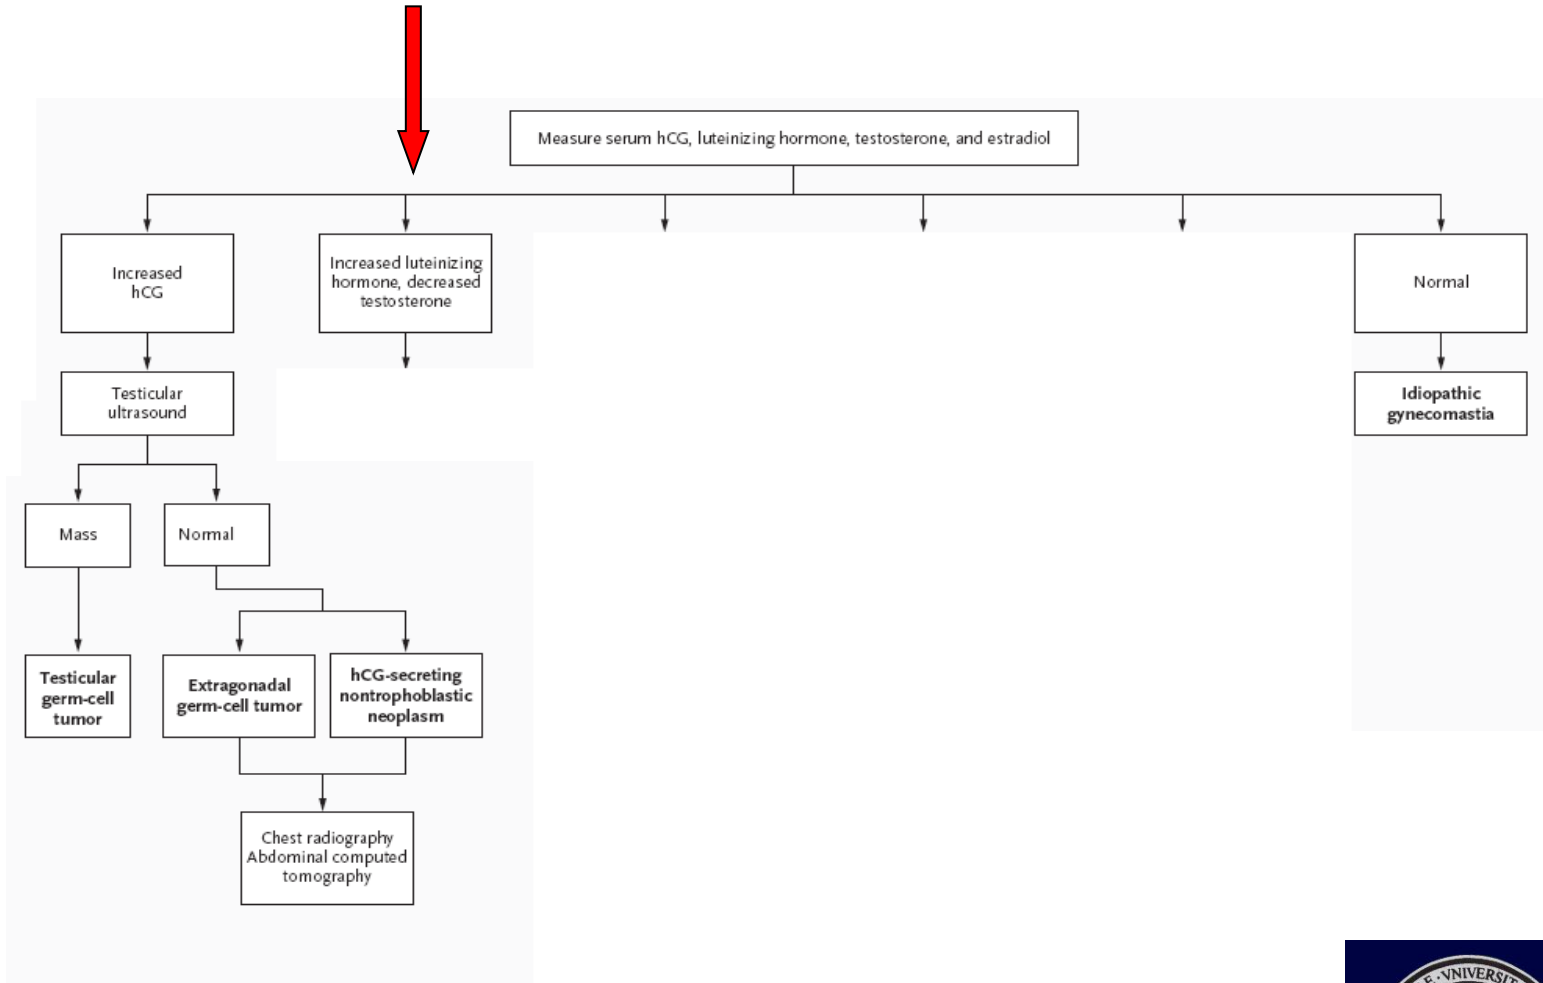 Measure serum hCG, luteinizing hormone, testosterone, and estradiol
Increased
hCG
Increased luteinizing
hormone, decreased
testosterone
Normal
Testicular
ultrasound
Idiopathic
gynecomastia
Mass
Normal
Testicular
germ-cell
tumor
Extragonadal
germ-cell tumor
hCG-secreting
nontrophoblastic
neoplasm
Chest radiography
Abdominal computed
tomography